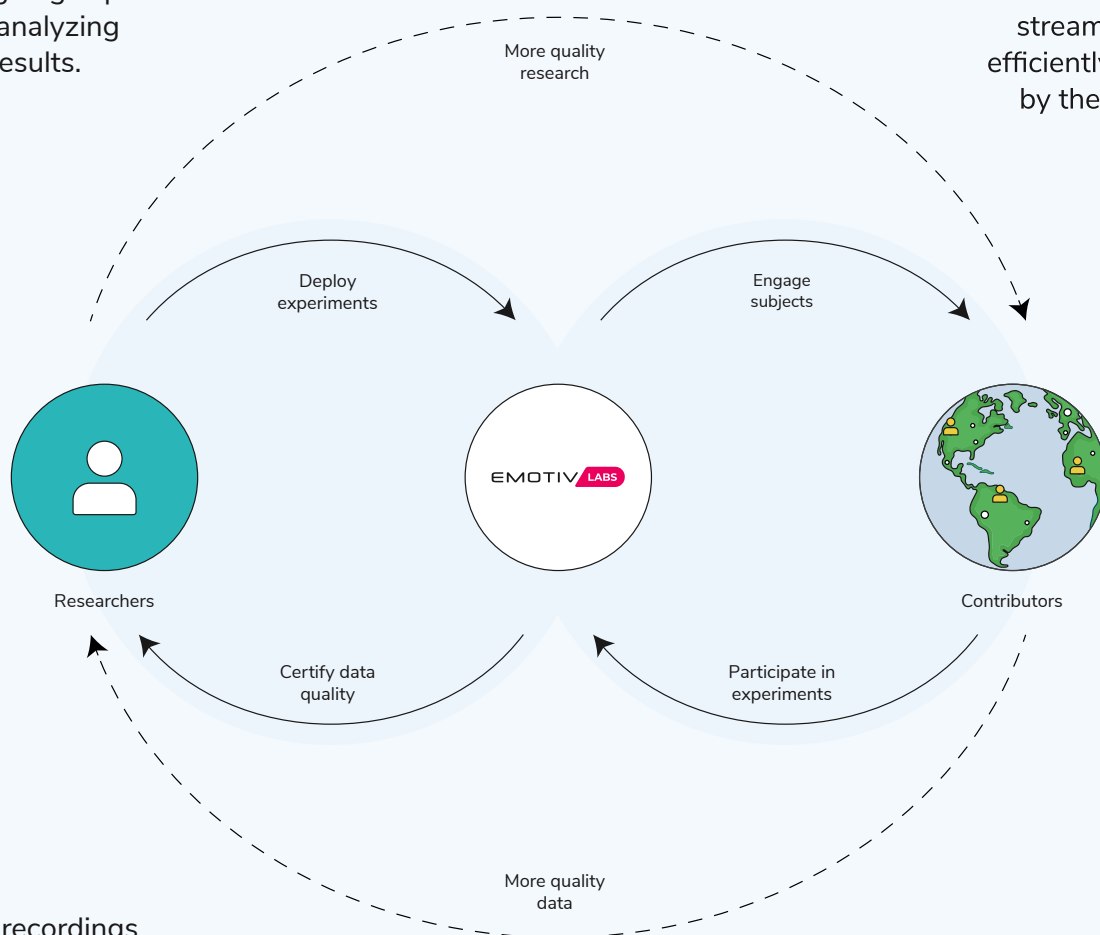 analyzing
esults.
stream
efficiently
by the
More quality
research
Deploy
experiments
Engage
subjects
EMOTIV LABS
Researchers
Contributors
Certify data
quality
Participate in
experiments
More quality
data
recordings